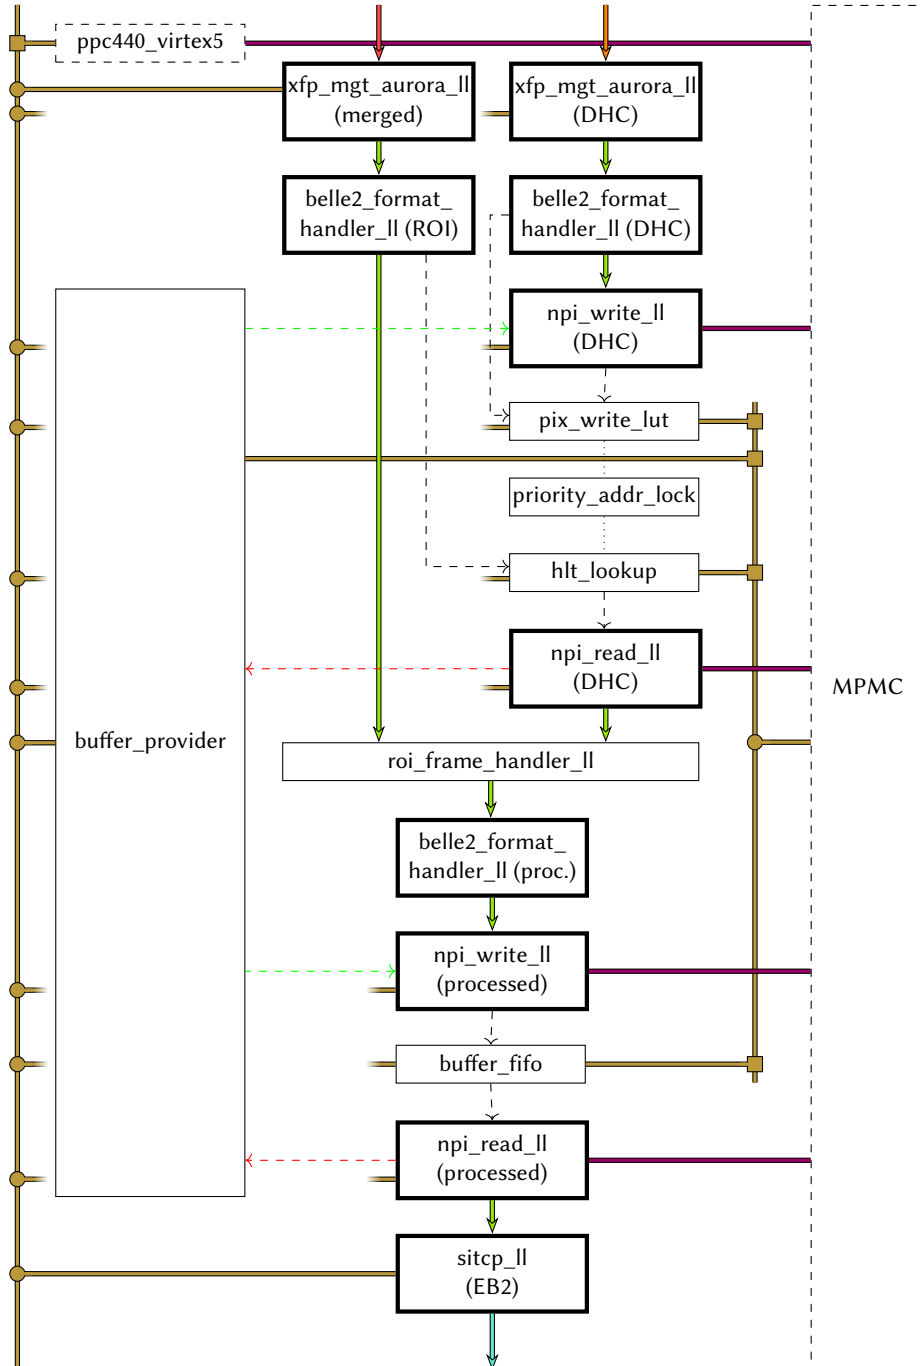 ppc440_virtex5
xfp_mgt_aurora_ll
(merged)
xfp_mgt_aurora_ll
(DHC)
belle2_format_
handler_ll (ROI)
belle2_format_
handler_ll (DHC)
npi_write_ll
(DHC)
pix_write_lut
priority_addr_lock
hlt_lookup
npi_read_ll
(DHC)
MPMC
buffer_provider
roi_frame_handler_ll
belle2_format_
handler_ll (proc.)
npi_write_ll
(processed)
buffer_fifo
npi_read_ll
(processed)
sitcp_ll
(EB2)